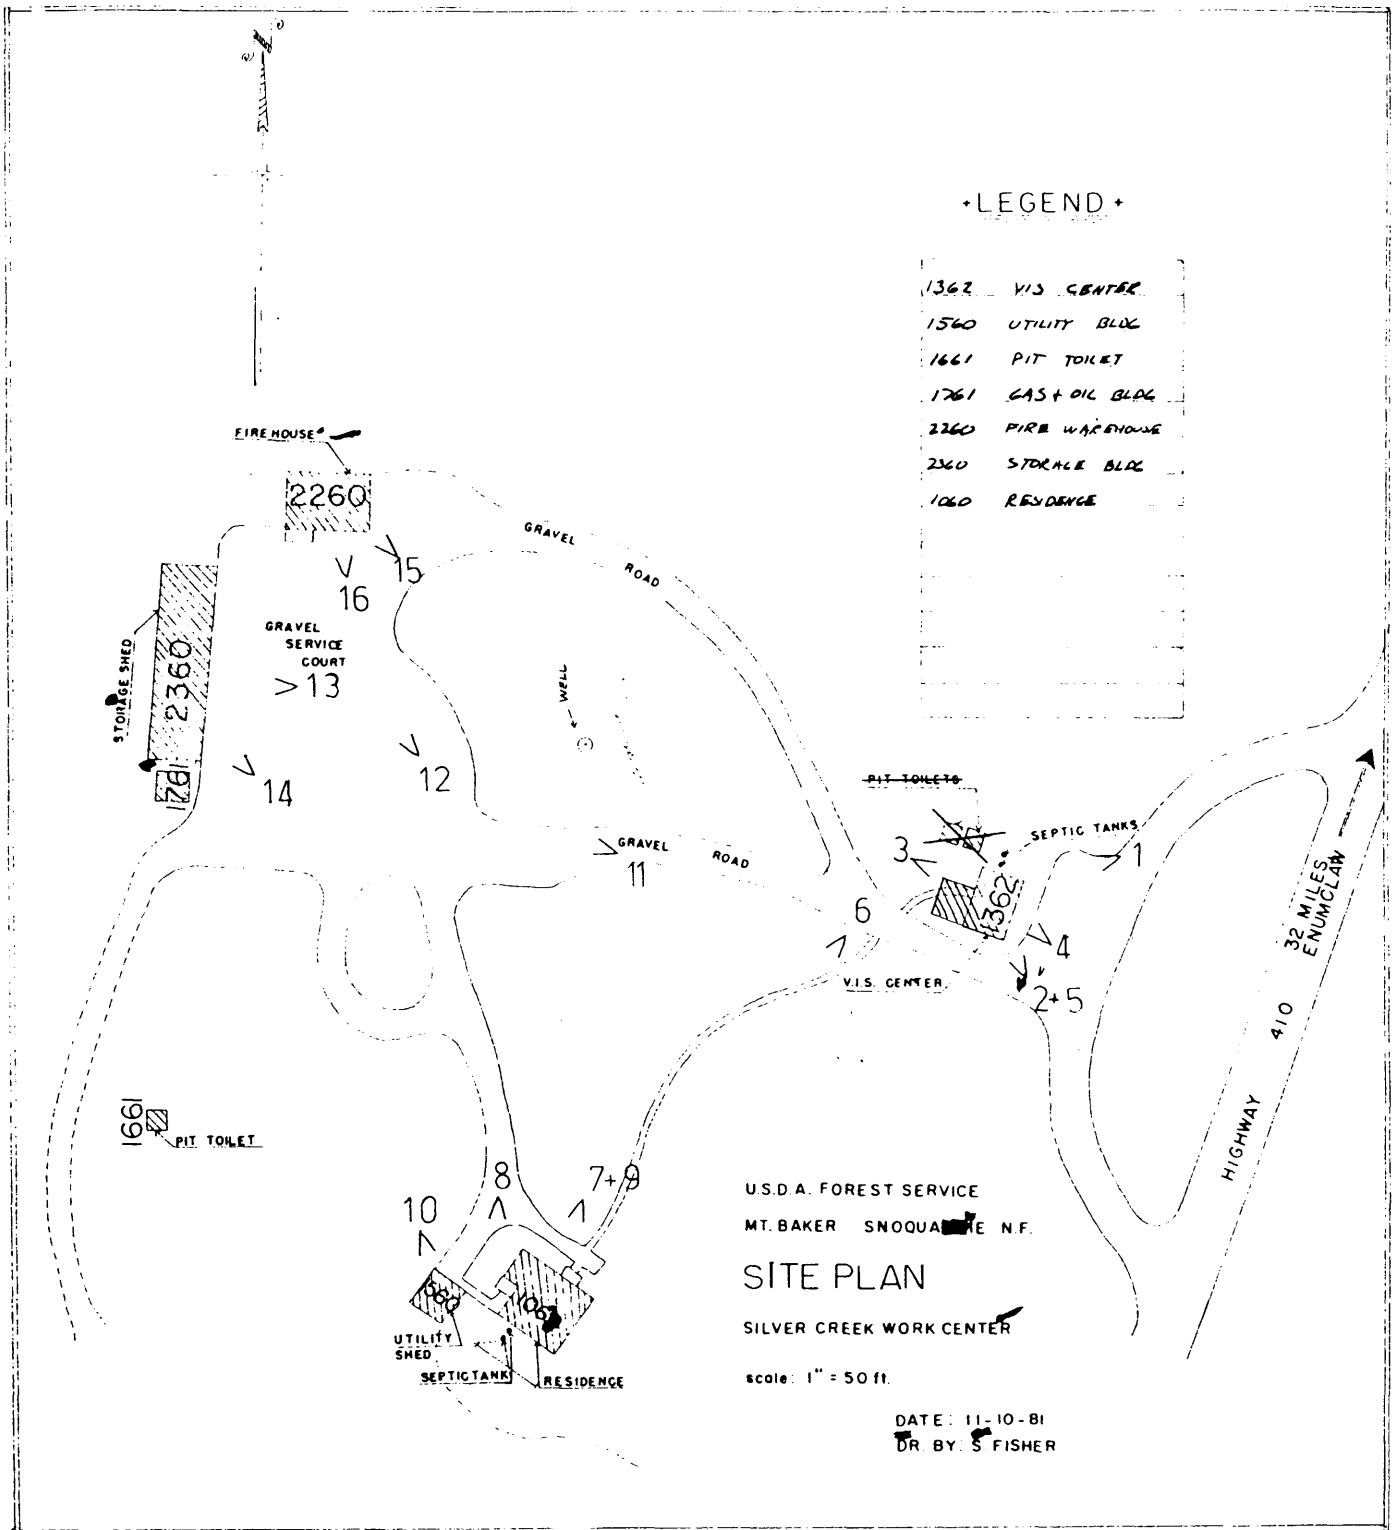 N
•LEGEND•
1362 VIS CENTER
1560 UTILITY BLDG
1661 PIT TOILET
1761 GAS + OIL BLDG
2260 FIRE WAREHOUSE
2360 STORAGE BLDG
1060 RESIDENCE
FIREHOUSE
2260
GRAVEL
ROAD
15
16
GRAVEL
SERVICE
COURT
13
STORAGE SHED
2360
1761
14
12
WELL
PIT TOILETS
SEPTIC TANKS
3
1
GRAVEL
ROAD
11
1362
6
4
V.I.S. CENTER
2+5
32 MILES
ENUMCLAW
HIGHWAY 410
1661
PIT TOILET
8
7+9
10
UTILITY
SHED
SEPTIC TANK
RESIDENCE
U.S.D.A. FOREST SERVICE
MT. BAKER N.F.
SITE PLAN
SILVER CREEK WORK CENTER
scale: 1" = 50 ft.
DATE: 11-10-81
DR. BY: S FISHER